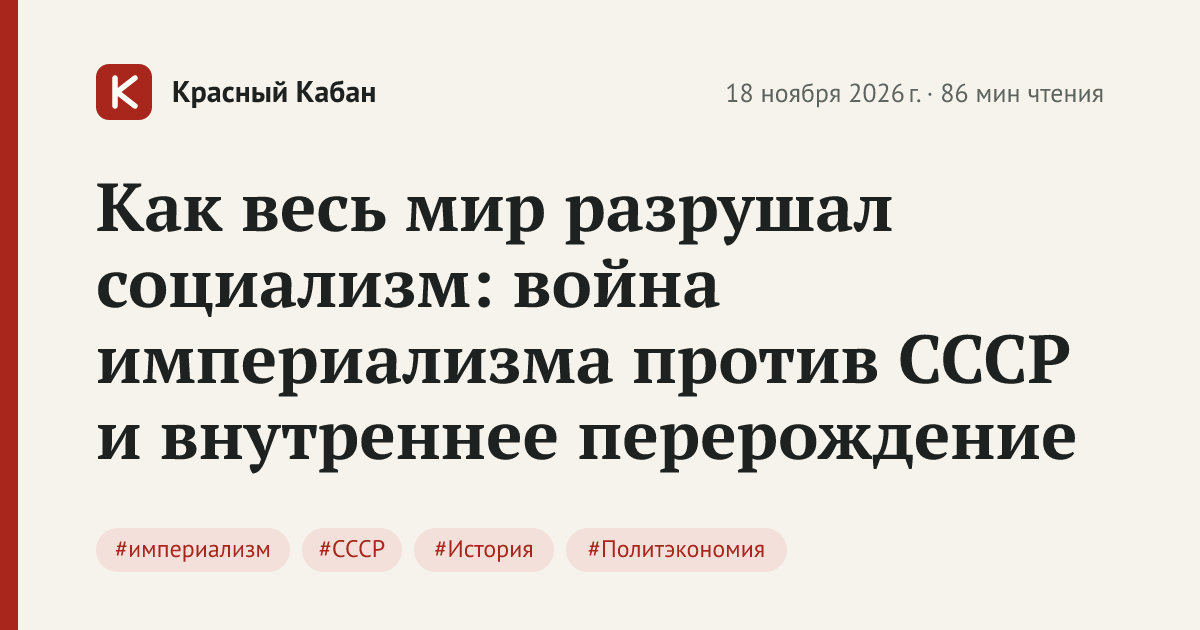 К Красный Кабан 18 ноября 2026 г. · 86 мин чтения
Как весь мир разрушал
социализм: война
империализма против СССР
и внутреннее перерождение
#империализм #СССР #История #Политэкономия